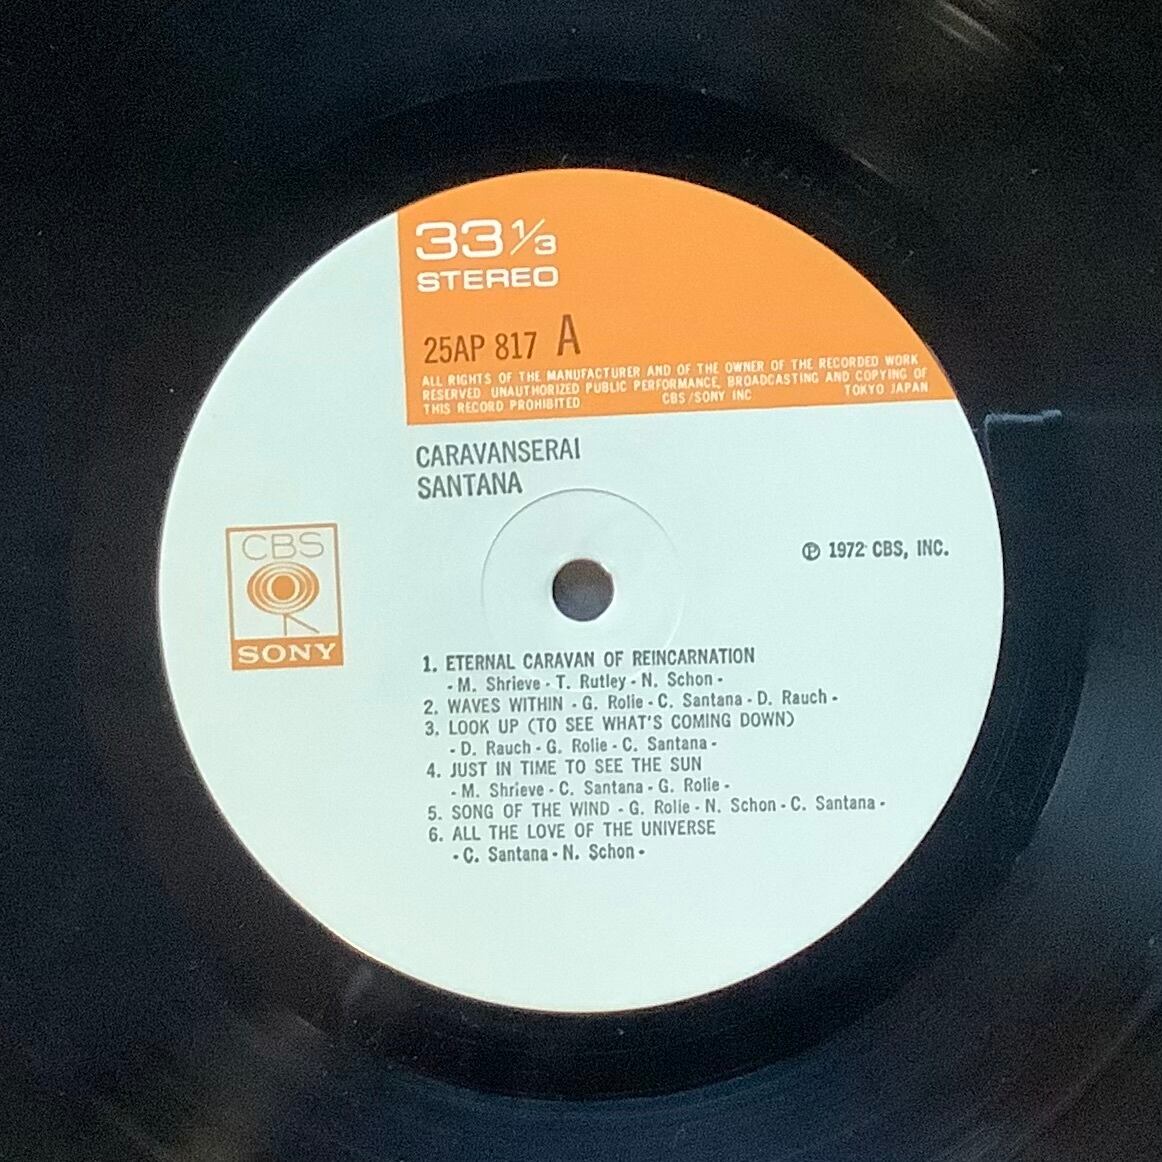 33 1/3
STEREO
25AP 817 A
ALL RIGHTS OF THE MANUFACTURER AND OF THE OWNER OF THE RECORDED WORK
RESERVED UNAUTHORIZED PUBLIC PERFORMANCE, BROADCASTING AND COPYING OF
THIS RECORD PROHIBITED CBS/SONY INC TOKYO JAPAN
CARAVANSERAI
SANTANA
CBS
SONY
℗ 1972 CBS, INC.
1. ETERNAL CARAVAN OF REINCARNATION
- M. Shrieve - T. Rutley - N. Schon -
2. WAVES WITHIN - G. Rolie - C. Santana - D. Rauch -
3. LOOK UP (TO SEE WHAT'S COMING DOWN)
- D. Rauch - G. Rolie - C. Santana -
4. JUST IN TIME TO SEE THE SUN
- M. Shrieve - C. Santana - G. Rolie -
5. SONG OF THE WIND - G. Rolie - N. Schon - C. Santana -
6. ALL THE LOVE OF THE UNIVERSE
- C. Santana - N. Schon -